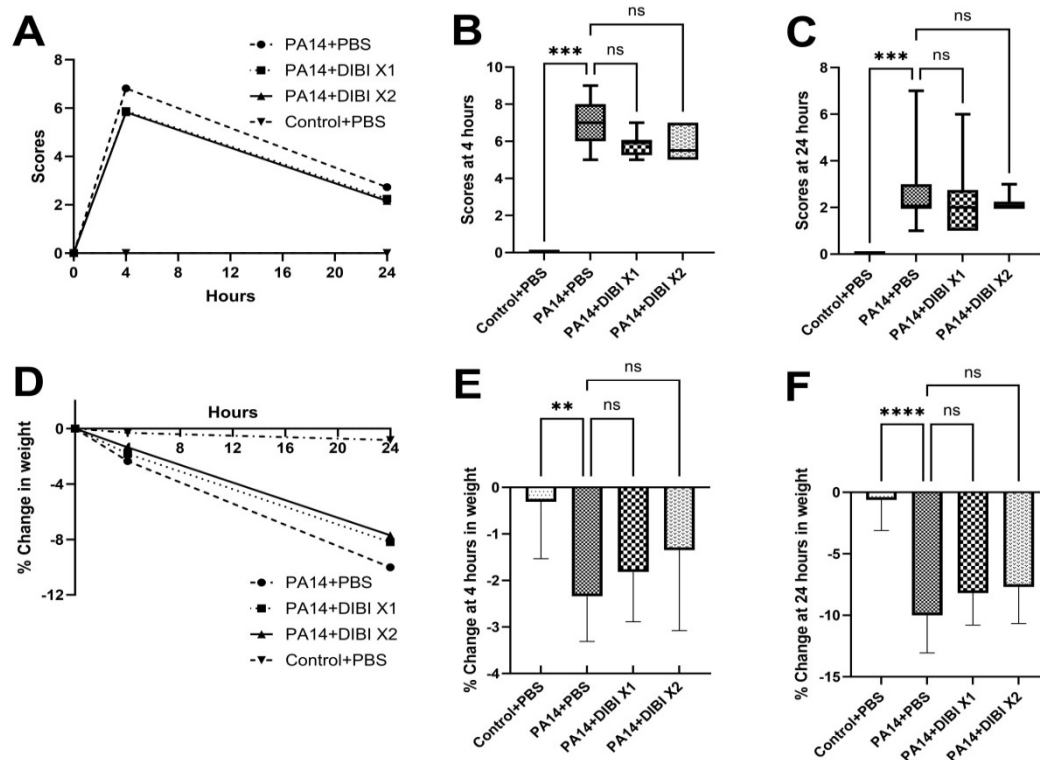 A
PA14+PBS
PA14+DIBI X1
PA14+DIBI X2
Control+PBS
Scores
8
6
4
2
0
0 4 8 12 16 20 24
Hours
B
ns
*** ns
Scores at 4 hours
10
8
6
4
2
0
Control+PBS
PA14+PBS
PA14+DIBI X1
PA14+DIBI X2
C
ns
*** ns
Scores at 24 hours
8
6
4
2
0
Control+PBS
PA14+PBS
PA14+DIBI X1
PA14+DIBI X2
D
Hours
8 12 16 20 24
% Change in weight
0
-4
-8
-12
PA14+PBS
PA14+DIBI X1
PA14+DIBI X2
Control+PBS
E
ns
** ns
% Change at 4 hours in weight
0
-1
-2
-3
-4
Control+PBS
PA14+PBS
PA14+DIBI X1
PA14+DIBI X2
F
ns
**** ns
% Change at 24 hours in weight
0
-5
-10
-15
Control+PBS
PA14+PBS
PA14+DIBI X1
PA14+DIBI X2